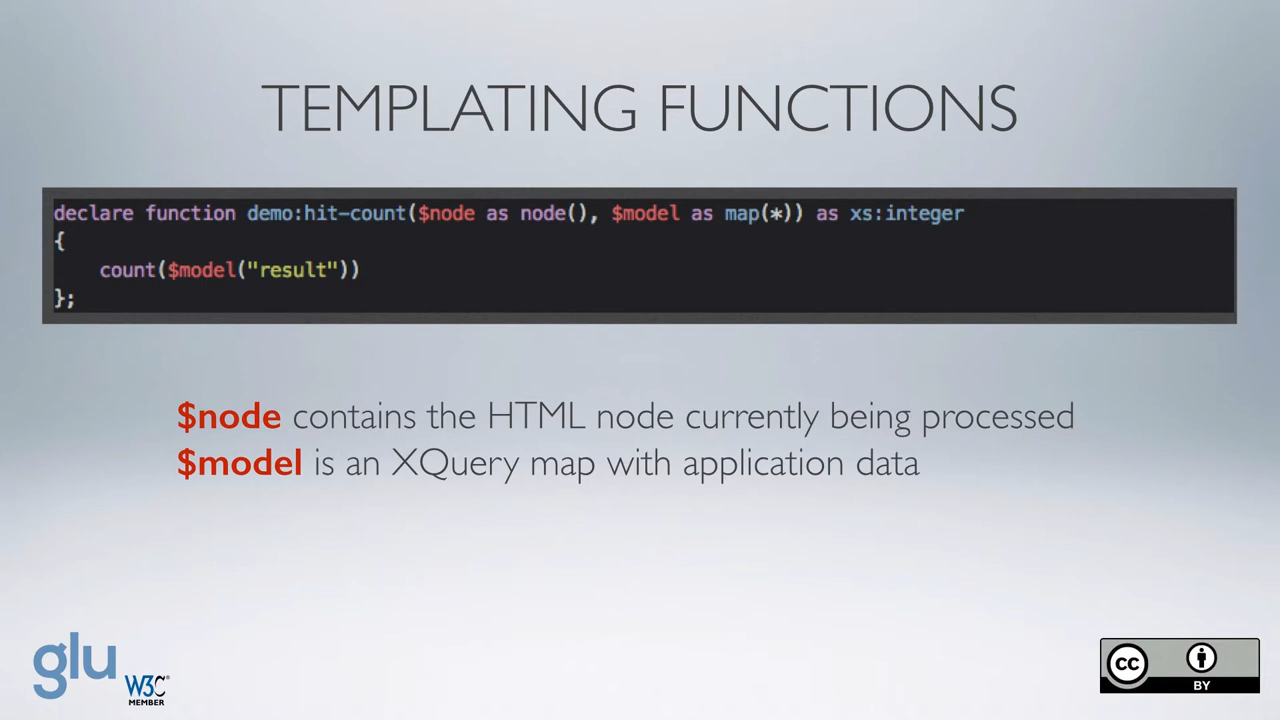 TEMPLATING FUNCTIONS
declare function demo:hit-count($node as node(), $model as map(*)) as xs:integer
{
    count($model("result"))
};
$node contains the HTML node currently being processed
$model is an XQuery map with application data
glu
W3C®
MEMBER
cc
BY